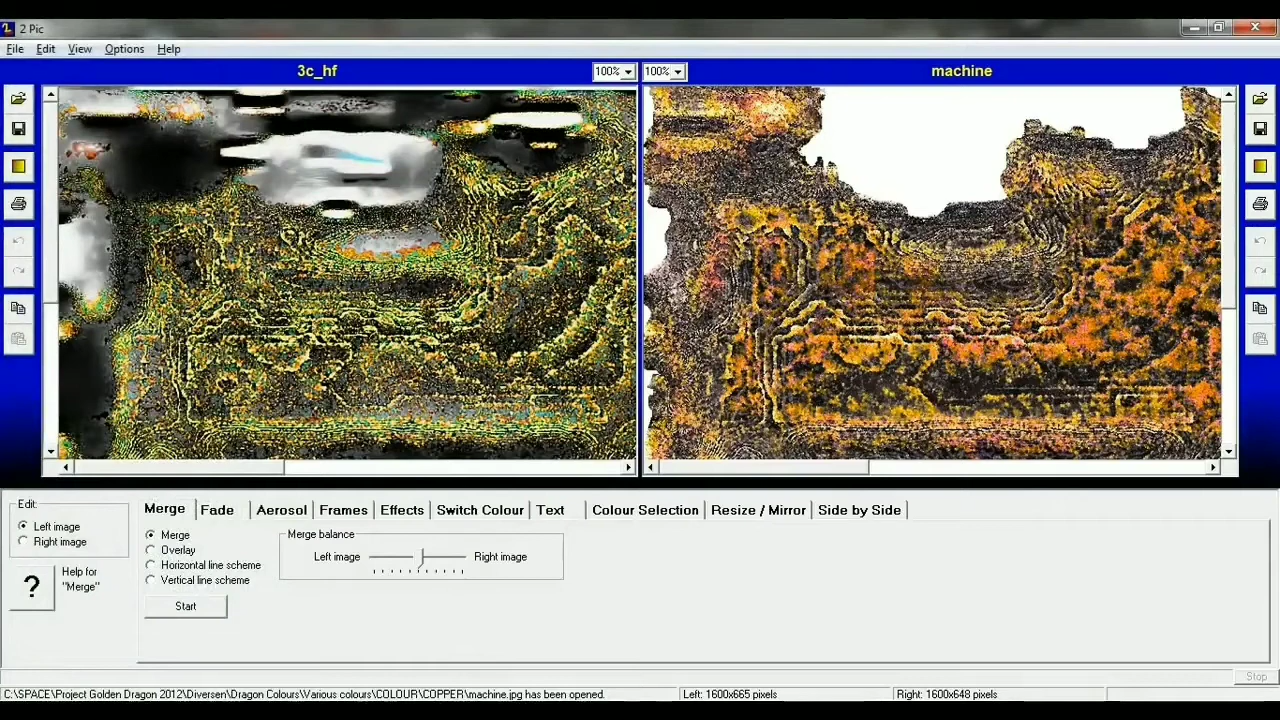 2 Pic
File Edit View Options Help
3c_hf 100% 100% machine
Edit:
Left image
Right image
Help for
"Merge"
Merge Fade Aerosol Frames Effects Switch Colour Text Colour Selection Resize / Mirror Side by Side
Merge
Overlay
Horizontal line scheme
Vertical line scheme
Start
Merge balance
Left image Right image
?
Stop
C:\SPACE\Project Golden Dragon 2012\Diversen\Dragon Colours\Various colours\COLOUR\COPPER\machine.jpg has been opened. Left: 1600x665 pixels Right: 1600x648 pixels